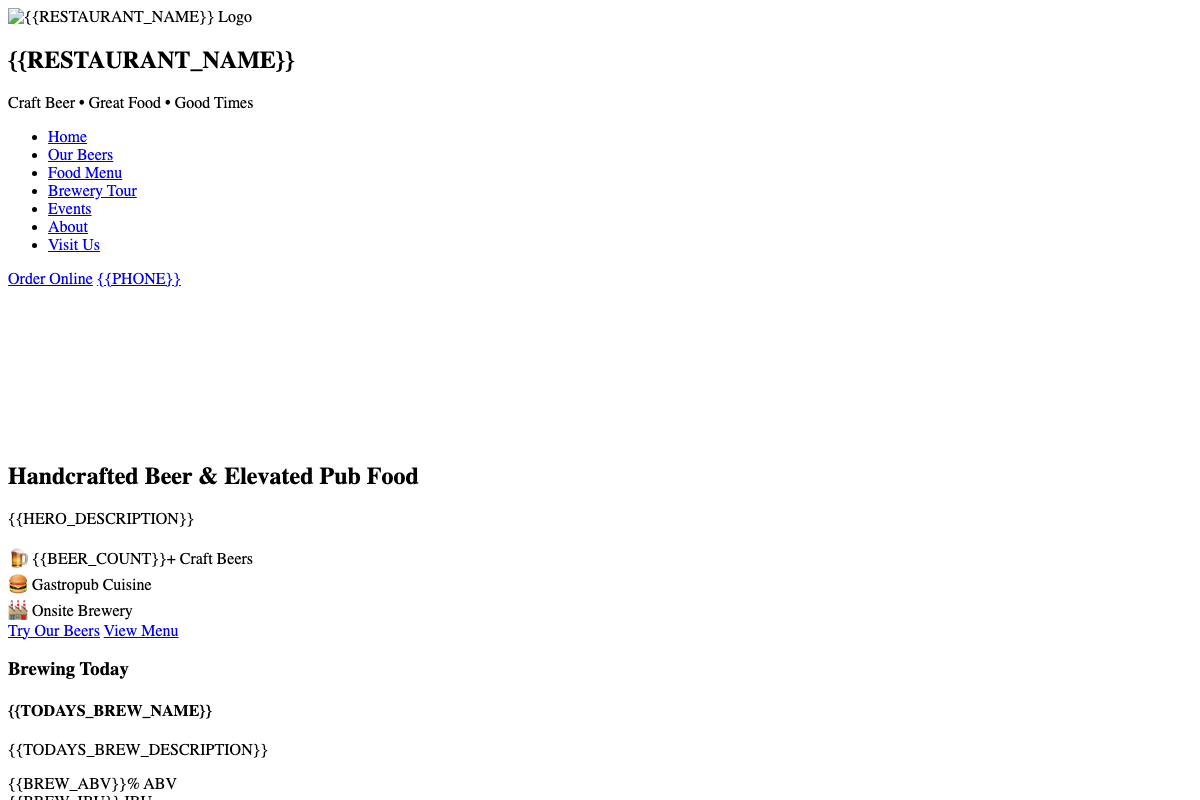 {{RESTAURANT_NAME}} Logo
{{RESTAURANT_NAME}}
Craft Beer • Great Food • Good Times
Home
Our Beers
Food Menu
Brewery Tour
Events
About
Visit Us
Order Online {{PHONE}}
Handcrafted Beer & Elevated Pub Food
{{HERO_DESCRIPTION}}
🍺 {{BEER_COUNT}}+ Craft Beers
🍔 Gastropub Cuisine
🏭 Onsite Brewery
Try Our Beers View Menu
Brewing Today
{{TODAYS_BREW_NAME}}
{{TODAYS_BREW_DESCRIPTION}}
{{BREW_ABV}}% ABV
{{BREW_IBU}} IBU